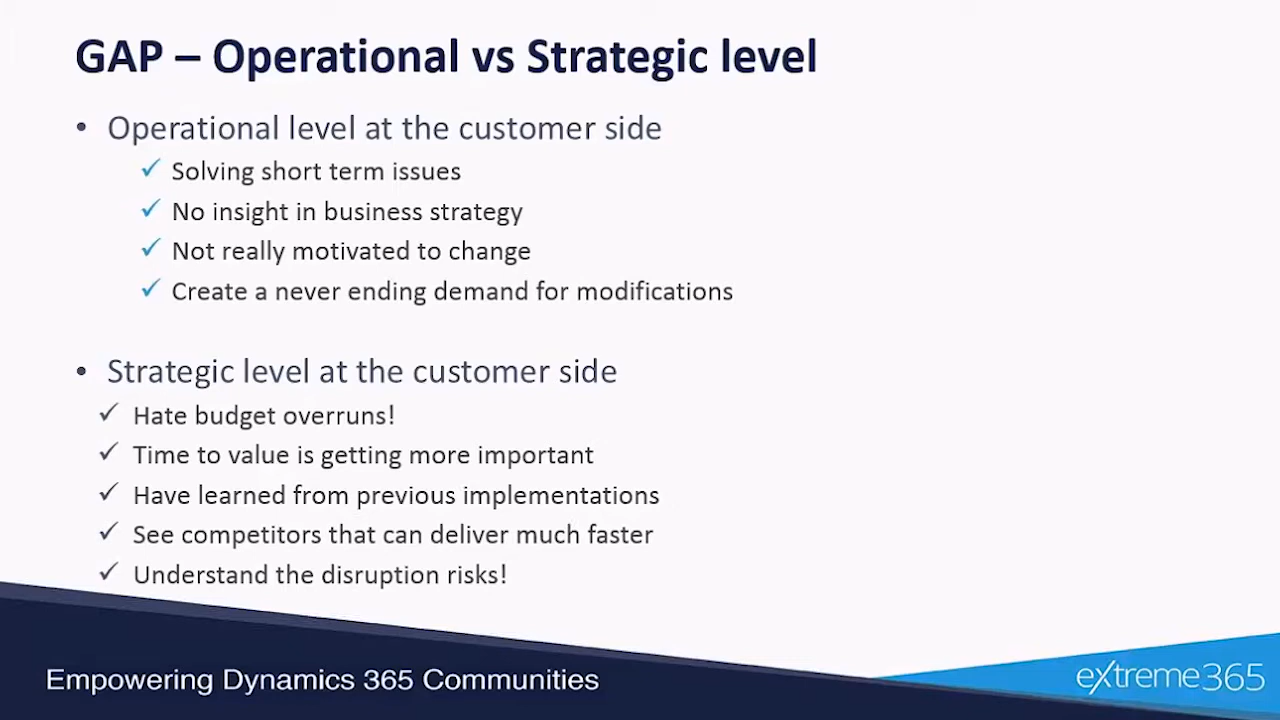 GAP – Operational vs Strategic level
• Operational level at the customer side
✓ Solving short term issues
✓ No insight in business strategy
✓ Not really motivated to change
✓ Create a never ending demand for modifications
• Strategic level at the customer side
✓ Hate budget overruns!
✓ Time to value is getting more important
✓ Have learned from previous implementations
✓ See competitors that can deliver much faster
✓ Understand the disruption risks!
Empowering Dynamics 365 Communities
eXtreme365